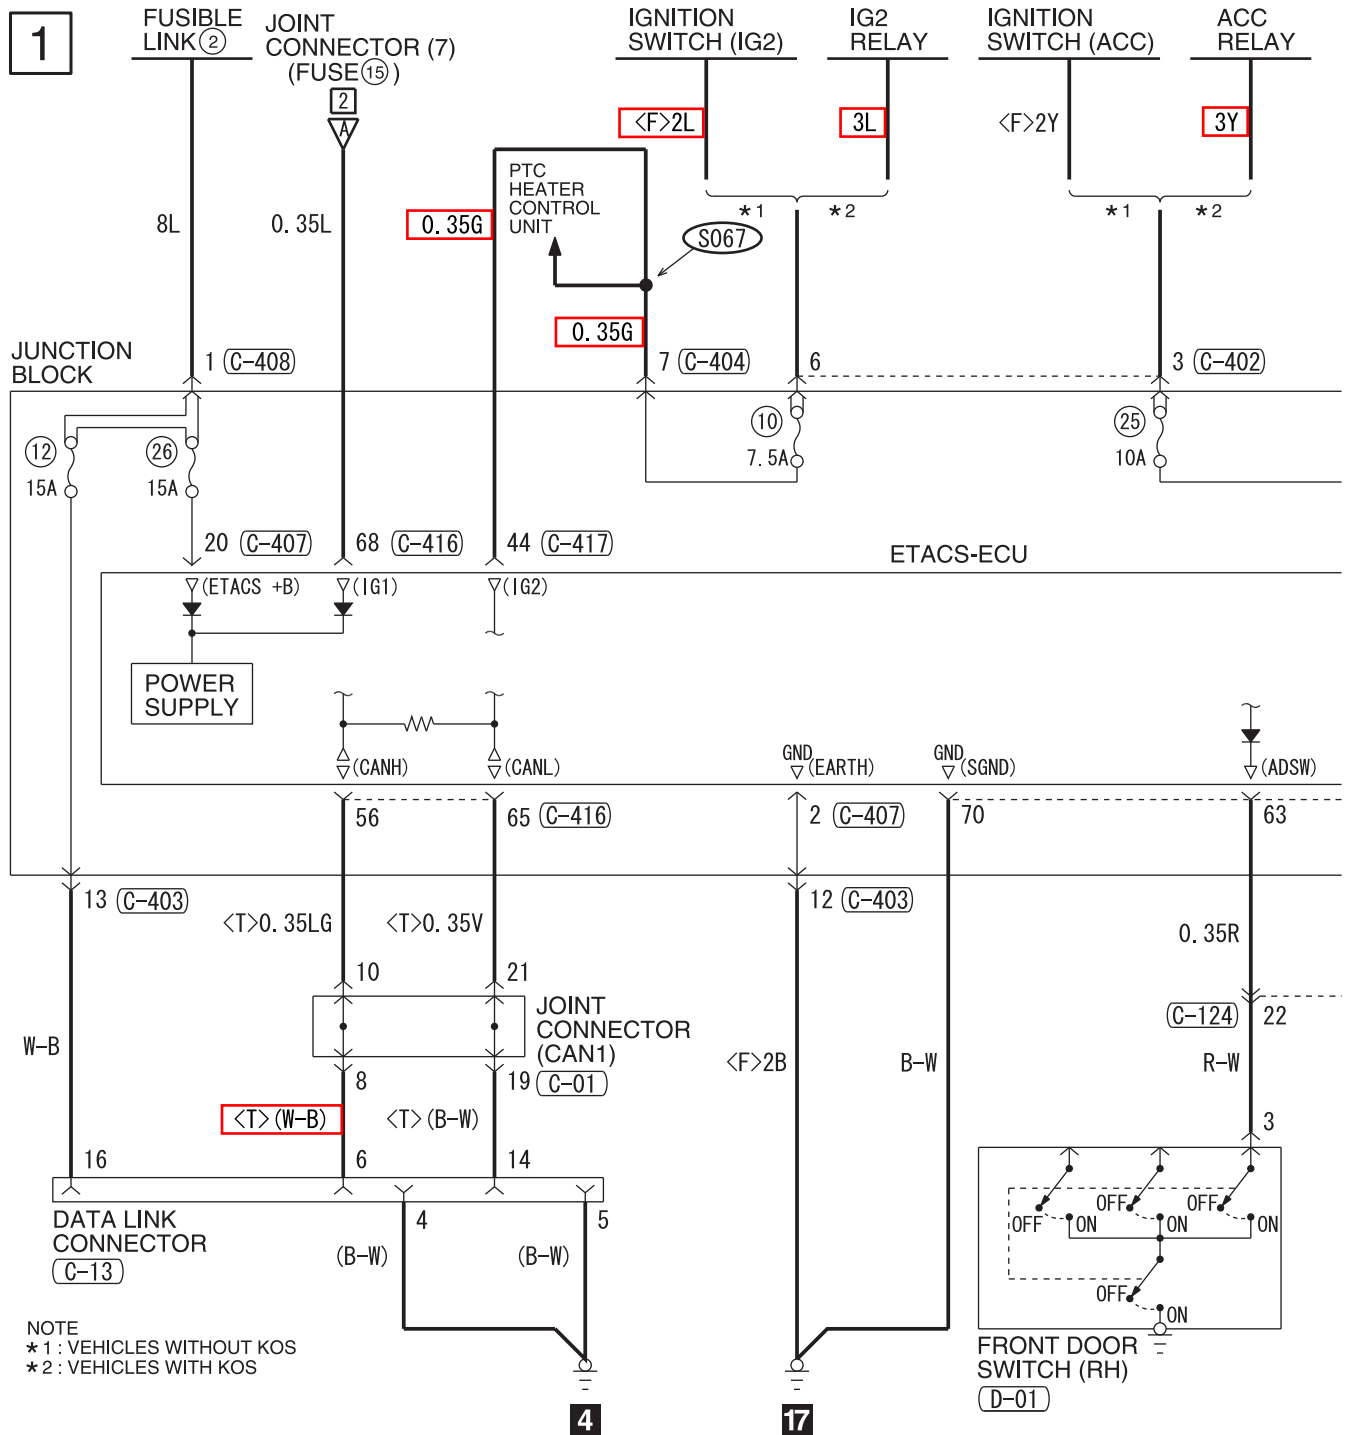 1
FUSIBLE
LINK②
JOINT
CONNECTOR (7)
(FUSE⑮)
2
A
IGNITION
SWITCH (IG2)
IG2
RELAY
IGNITION
SWITCH (ACC)
ACC
RELAY
8L
0.35L
0.35G
PTC
HEATER
CONTROL
UNIT
S067
0.35G
<F>2L
3L
<F>2Y
3Y
*1
*2
*1
*2
JUNCTION
BLOCK
1 C-408
7 C-404
6
3 C-402
12
15A
26
15A
10
7.5A
25
10A
20 C-407
68 C-416
44 C-417
ETACS-ECU
(ETACS +B)
(IG1)
(IG2)
POWER
SUPPLY
(CANH)
(CANL)
GND
(EARTH)
GND
(SGND)
(ADSW)
56
65 C-416
2 C-407
70
63
13 C-403
12 C-403
<T>0.35LG
<T>0.35V
0.35R
10
21
JOINT
CONNECTOR
(CAN1)
C-01
C-124 22
W-B
8
19
<F>2B
B-W
R-W
<T>(W-B)
<T>(B-W)
3
16
6
14
DATA LINK
CONNECTOR
C-13
4
5
(B-W)
(B-W)
OFF
ON
OFF
ON
OFF
ON
OFF
ON
FRONT DOOR
SWITCH (RH)
D-01
NOTE
*1 : VEHICLES WITHOUT KOS
*2 : VEHICLES WITH KOS
4
17